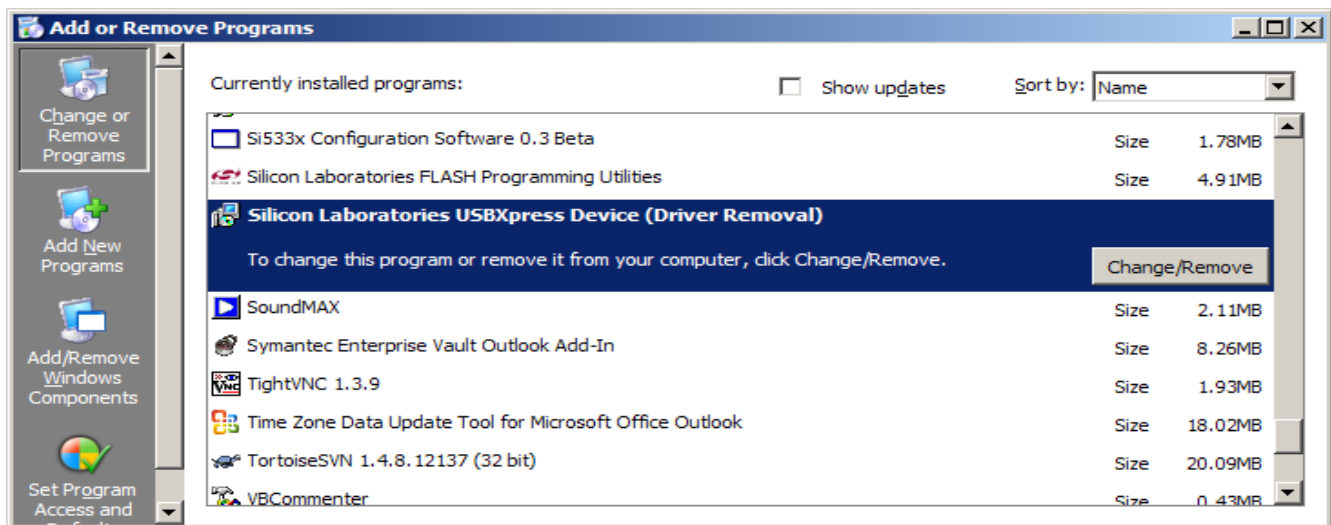 Add or Remove Programs
Change or
Remove
Programs
Add New
Programs
Add/Remove
Windows
Components
Set Program
Access and
Currently installed programs:
Show updates
Sort by: Name
Si533x Configuration Software 0.3 Beta Size 1.78MB
Silicon Laboratories FLASH Programming Utilities Size 4.91MB
Silicon Laboratories USBXpress Device (Driver Removal)
To change this program or remove it from your computer, click Change/Remove.
Change/Remove
SoundMAX Size 2.11MB
Symantec Enterprise Vault Outlook Add-In Size 8.26MB
TightVNC 1.3.9 Size 1.93MB
Time Zone Data Update Tool for Microsoft Office Outlook Size 18.02MB
TortoiseSVN 1.4.8.12137 (32 bit) Size 20.09MB
VBCommenter Size 0.43MB